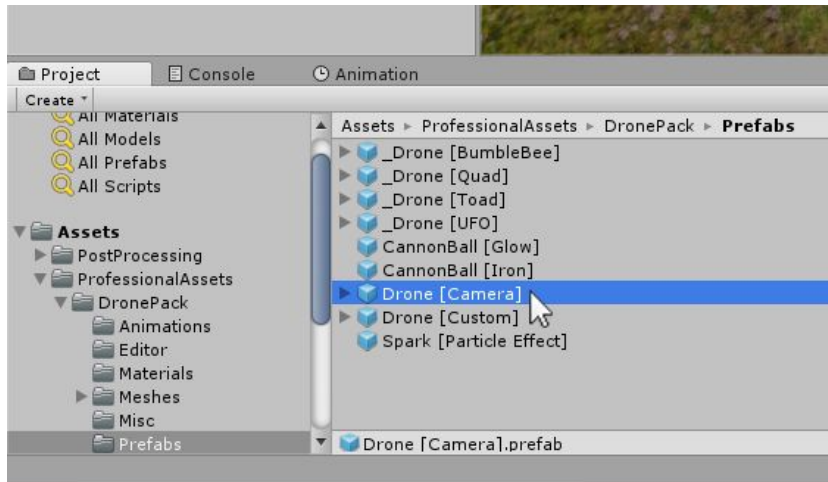 Project Console Animation
Create
All Materials
All Models
All Prefabs
All Scripts
Assets
PostProcessing
ProfessionalAssets
DronePack
Animations
Editor
Materials
Meshes
Misc
Prefabs
Assets ▸ ProfessionalAssets ▸ DronePack ▸ Prefabs
_Drone [BumbleBee]
_Drone [Quad]
_Drone [Toad]
_Drone [UFO]
CannonBall [Glow]
CannonBall [Iron]
Drone [Camera]
Drone [Custom]
Spark [Particle Effect]
Drone [Camera].prefab